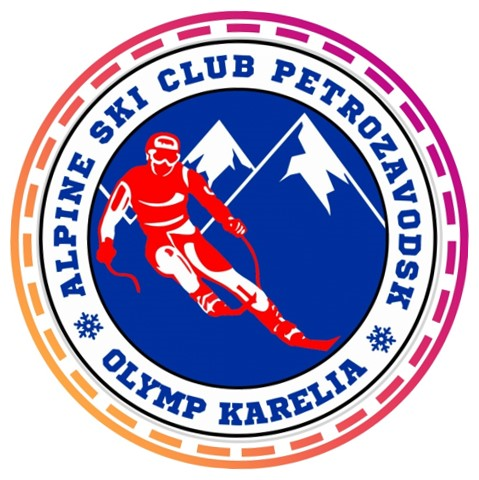 ALPINE SKI CLUB PETROZAVODSK
OLYMP KARELIA